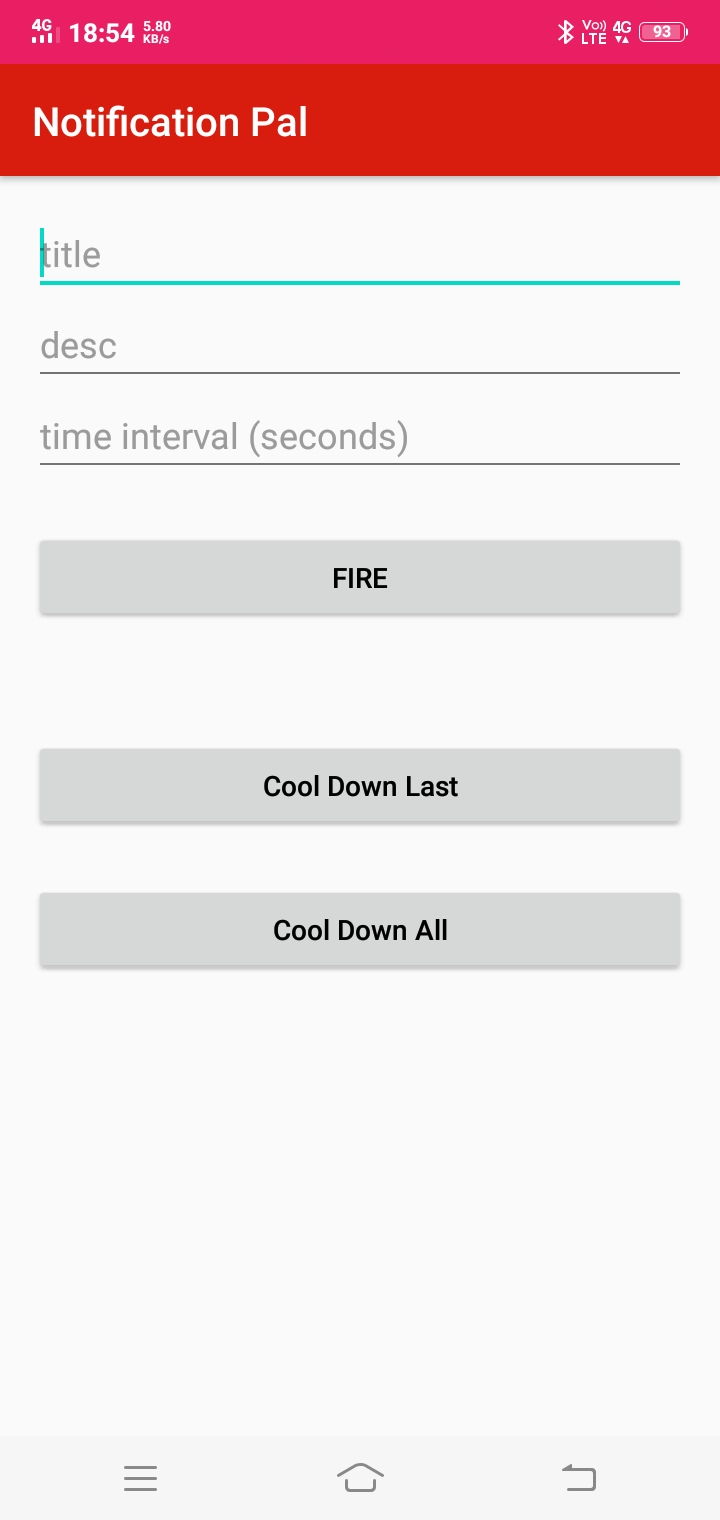 4G 18:54 5.80 KB/s Vo)) LTE 4G 93
Notification Pal
title
desc
time interval (seconds)
FIRE
Cool Down Last
Cool Down All